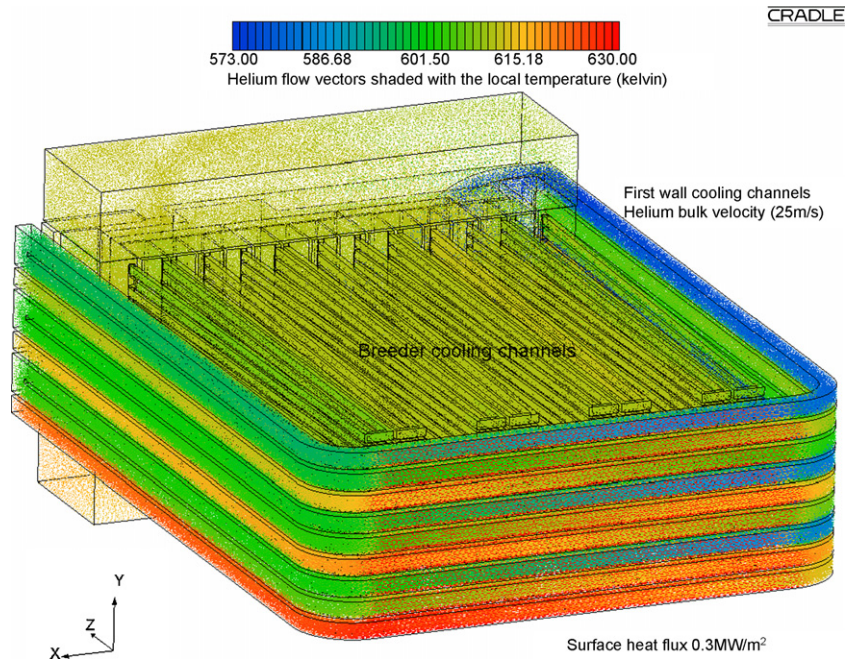 CRADLE
573.00 586.68 601.50 615.18 630.00
Helium flow vectors shaded with the local temperature (kelvin)
First wall cooling channels
Helium bulk velocity (25m/s)
Breeder cooling channels
Y
Z
X
Surface heat flux 0.3MW/m²